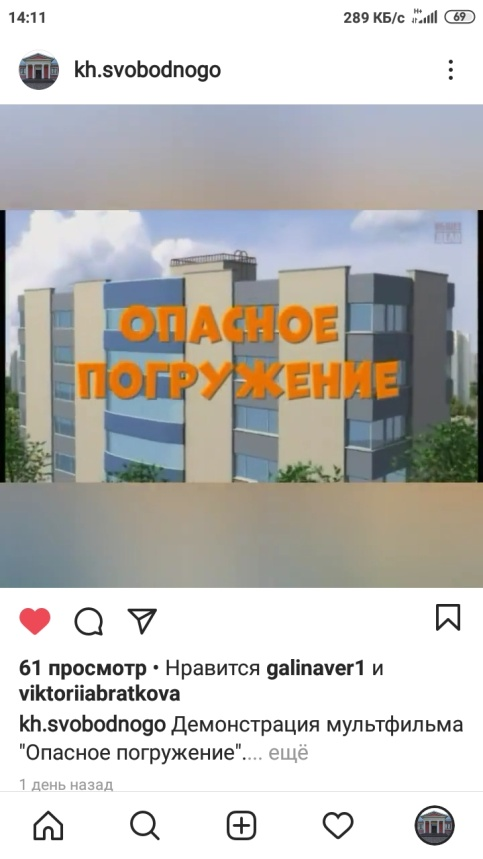 14:11
289 КБ/с H+ 69
kh.svobodnogo
ОПАСНОЕ
ПОГРУЖЕНИЕ
61 просмотр • Нравится galinaver1 и
viktoriiabratkova
kh.svobodnogo Демонстрация мультфильма
"Опасное погружение".... ещё
1 день назад